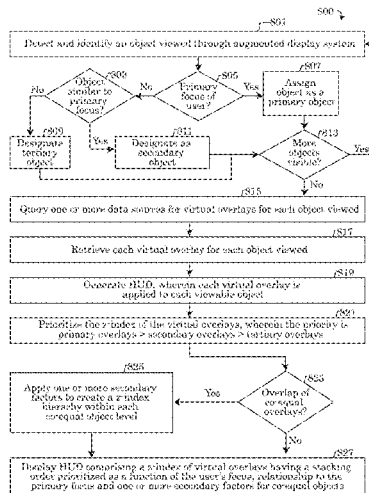 800
801
Detect and identify an object viewed through augmented display system
803
Object
similar to
primary
focus?
No
No
805
Primary
focus of
user?
Yes
807
Assign
object as a
primary object
809
Designate
tertiary
object
Yes
811
Designate as
secondary
object
813
More
objects
visible?
Yes
No
815
Query one or more data sources for virtual overlays for each object viewed
817
Retrieve each virtual overlay for each object viewed
819
Generate HUD, wherein each virtual overlay is
applied to each viewable object
821
Prioritize the z-index of the virtual overlays, wherein the priority is
primary overlays > secondary overlays > tertiary overlays
825
Apply one or more secondary
factors to create a z-index
hierarchy within each
coequal object level
Yes
Overlap of
coequal
overlays?
No
827
Display HUD comprising a z-index of virtual overlays having a stacking
order prioritized as a function of the user's focus, relationship to the
primary focus and one or more secondary factors for coequal objects